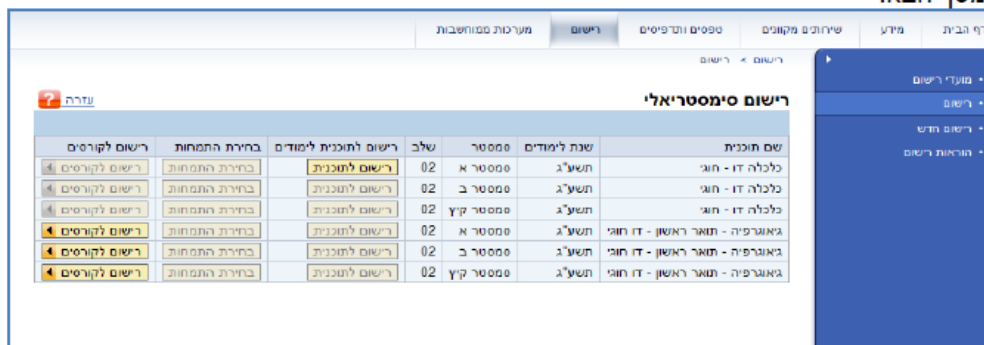 מסך הבא:
דף הבית מידע שירותים מקוונים טפסים ותדפיסים רישום מערכות ממוחשבות
רישום > רישום
מועדי רישום
רישום
רישום חדש
הוראות רישום
רישום סימסטריאלי
עזרה ?
שם תוכנית שנת לימודים סמסטר שלב רישום לתוכנית לימודים בחירת התמחות רישום לקורסים
כלכלה דו - חוגי תשע"ג סמסטר א 02 רישום לתוכנית בחירת התמחות רישום לקורסים
כלכלה דו - חוגי תשע"ג סמסטר ב 02 רישום לתוכנית בחירת התמחות רישום לקורסים
כלכלה דו - חוגי תשע"ג סמסטר קיץ 02 רישום לתוכנית בחירת התמחות רישום לקורסים
גיאוגרפיה - תואר ראשון - דו חוגי תשע"ג סמסטר א 02 רישום לתוכנית בחירת התמחות רישום לקורסים
גיאוגרפיה - תואר ראשון - דו חוגי תשע"ג סמסטר ב 02 רישום לתוכנית בחירת התמחות רישום לקורסים
גיאוגרפיה - תואר ראשון - דו חוגי תשע"ג סמסטר קיץ 02 רישום לתוכנית בחירת התמחות רישום לקורסים